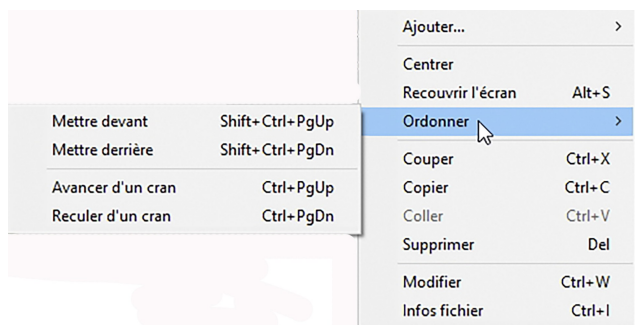 Ajouter... >
Centrer
Recouvrir l'écran Alt+S
Ordonner >
Mettre devant Shift+Ctrl+PgUp
Mettre derrière Shift+Ctrl+PgDn
Avancer d'un cran Ctrl+PgUp
Reculer d'un cran Ctrl+PgDn
Couper Ctrl+X
Copier Ctrl+C
Coller Ctrl+V
Supprimer Del
Modifier Ctrl+W
Infos fichier Ctrl+I